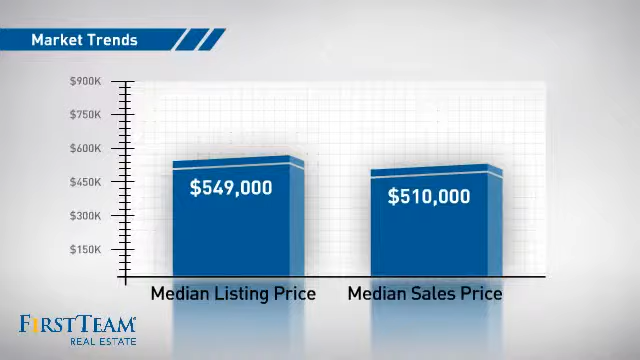 Market Trends
$900K
$750K
$600K
$450K
$300K
$150K
$549,000
$510,000
Median Listing Price
Median Sales Price
FIRSTTEAM®
REAL ESTATE